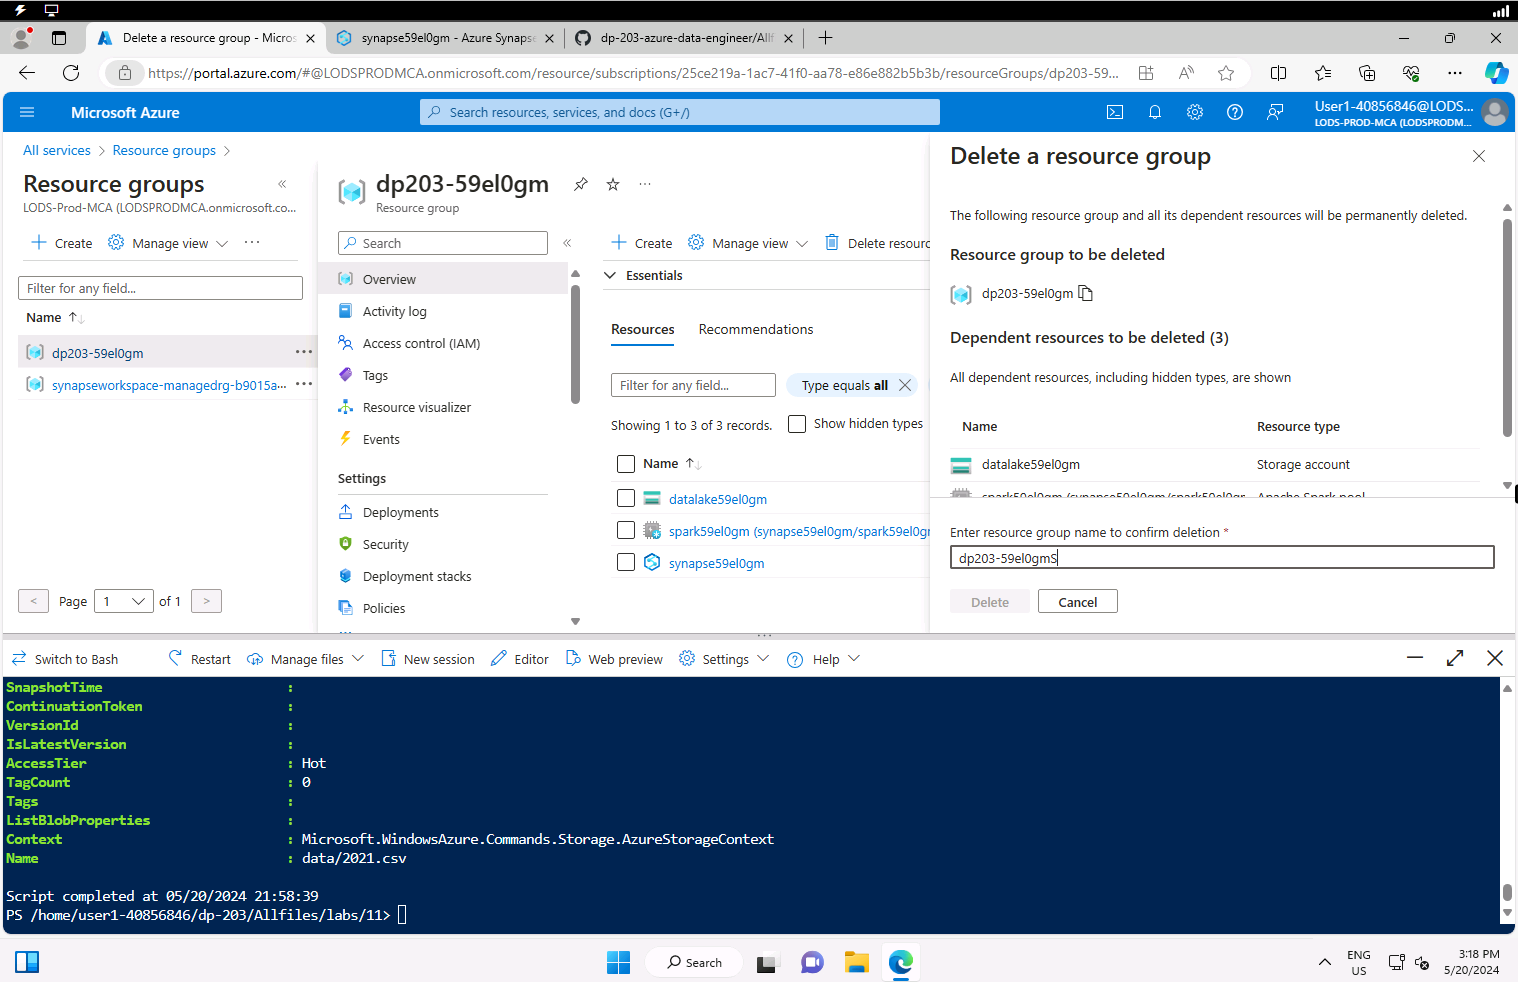 Delete a resource group - Micros
synapse59el0gm - Azure Synapse
dp-203-azure-data-engineer/Allf
https://portal.azure.com/#@LODSPRODMCA.onmicrosoft.com/resource/subscriptions/25ce219a-1ac7-41f0-aa78-e86e882b5b3b/resourceGroups/dp203-59...
Microsoft Azure
Search resources, services, and docs (G+/)
User1-40856846@LODS...
LODS-PROD-MCA (LODSPRODM...
All services > Resource groups >
Resource groups
LODS-Prod-MCA (LODSPRODMCA.onmicrosoft.co...
Create
Manage view
Filter for any field...
Name
dp203-59el0gm
synapseworkspace-managedrg-b9015a...
< Page 1 of 1 >
dp203-59el0gm
Resource group
Search
Overview
Activity log
Access control (IAM)
Tags
Resource visualizer
Events
Settings
Deployments
Security
Deployment stacks
Policies
Create
Manage view
Delete resourc
Essentials
Resources
Recommendations
Filter for any field...
Type equals all
Showing 1 to 3 of 3 records.
Show hidden types
Name
datalake59el0gm
spark59el0gm (synapse59el0gm/spark59el0gm
synapse59el0gm
Delete a resource group
The following resource group and all its dependent resources will be permanently deleted.
Resource group to be deleted
dp203-59el0gm
Dependent resources to be deleted (3)
All dependent resources, including hidden types, are shown
Name Resource type
datalake59el0gm Storage account
spark59el0gm (synapse59el0gm/spark59el0gr Apache Spark pool
Enter resource group name to confirm deletion *
dp203-59el0gmS
Delete Cancel
Switch to Bash
Restart
Manage files
New session
Editor
Web preview
Settings
Help
SnapshotTime :
ContinuationToken :
VersionId :
IsLatestVersion :
AccessTier : Hot
TagCount : 0
Tags :
ListBlobProperties :
Context : Microsoft.WindowsAzure.Commands.Storage.AzureStorageContext
Name : data/2021.csv
Script completed at 05/20/2024 21:58:39
PS /home/user1-40856846/dp-203/Allfiles/labs/11>
Search
ENG
US
3:18 PM
5/20/2024